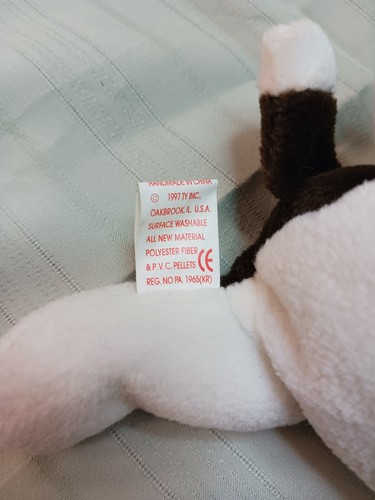 HANDMADE IN CHINA
© 1997 TY INC.,
OAKBROOK, IL. U.S.A.
SURFACE WASHABLE
ALL NEW MATERIAL
POLYESTER FIBER
& P.V.C. PELLETS CE
REG. NO PA. 1965(KR)